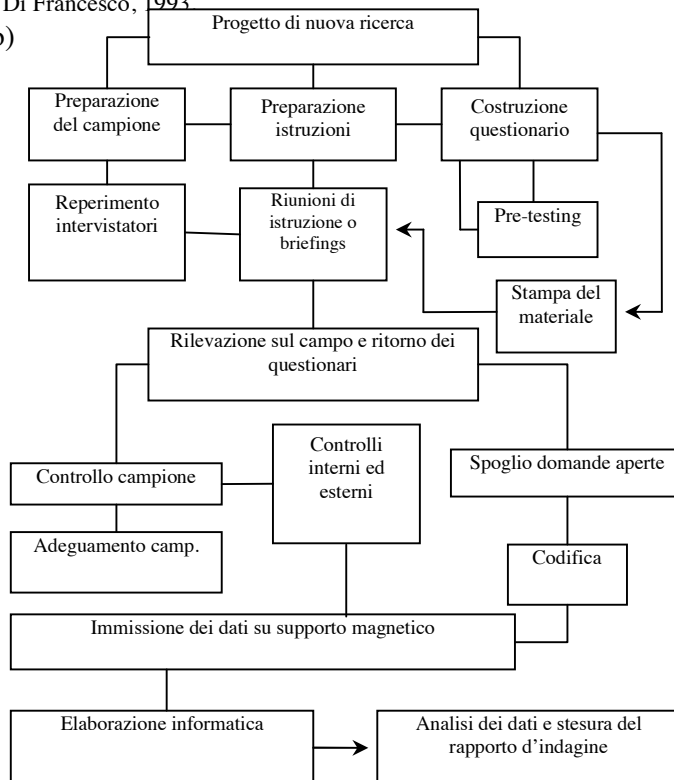 Di Francesco, 1993
b)
Progetto di nuova ricerca
Preparazione
del campione
Preparazione
istruzioni
Costruzione
questionario
Reperimento
intervistatori
Riunioni di
istruzione o
briefings
Pre-testing
Stampa del
materiale
Rilevazione sul campo e ritorno dei
questionari
Controllo campione
Controlli
interni ed
esterni
Spoglio domande aperte
Adeguamento camp.
Codifica
Immissione dei dati su supporto magnetico
Elaborazione informatica
Analisi dei dati e stesura del
rapporto d'indagine